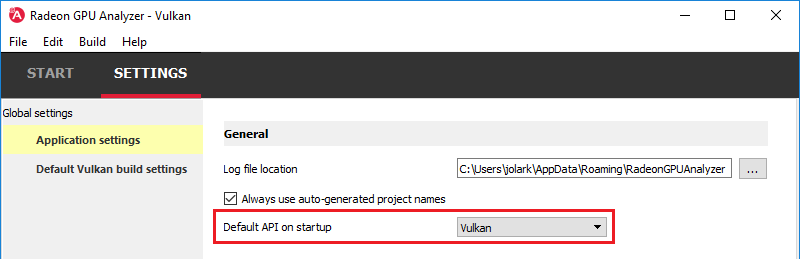 Radeon GPU Analyzer - Vulkan
File Edit Build Help
START SETTINGS
Global settings
Application settings
Default Vulkan build settings
General
Log file location C:\Users\jolark\AppData\Roaming\RadeonGPUAnalyzer ...
Always use auto-generated project names
Default API on startup Vulkan